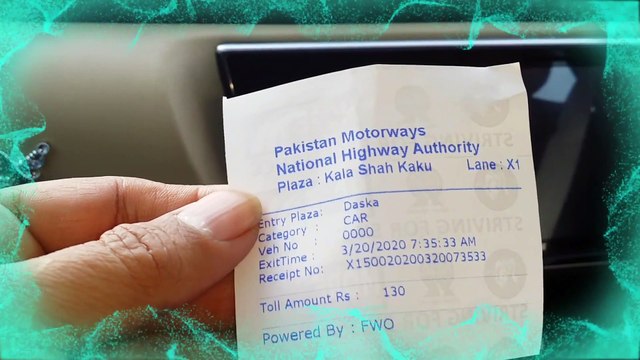 Pakistan Motorways
National Highway Authority
Plaza : Kala Shah Kaku Lane : X1
Entry Plaza: Daska
Category : CAR
Veh No : 0000
ExitTime : 3/20/2020 7:35:33 AM
Receipt No: X150020200320073533
Toll Amount Rs : 130
Powered By : FWO